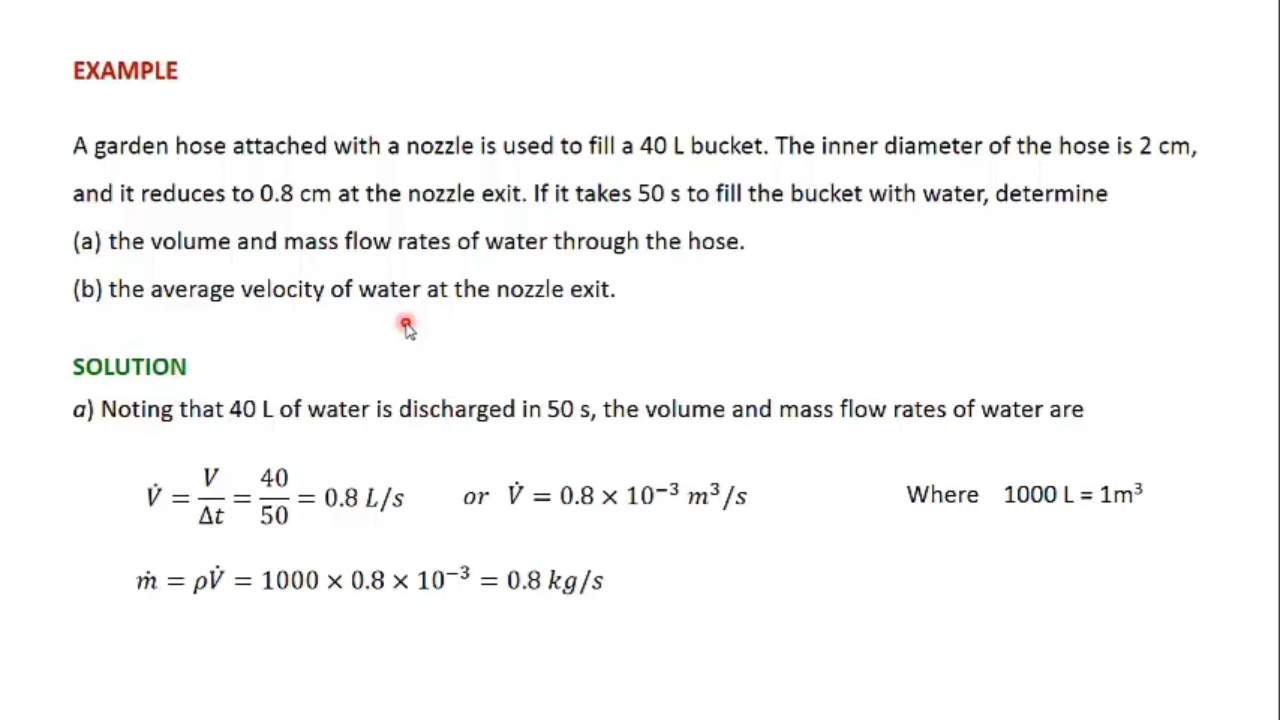 EXAMPLE
A garden hose attached with a nozzle is used to fill a 40 L bucket. The inner diameter of the hose is 2 cm,
and it reduces to 0.8 cm at the nozzle exit. If it takes 50 s to fill the bucket with water, determine
(a) the volume and mass flow rates of water through the hose.
(b) the average velocity of water at the nozzle exit.
SOLUTION
a) Noting that 40 L of water is discharged in 50 s, the volume and mass flow rates of water are
V̇ = V/Δt = 40/50 = 0.8 L/s or V̇ = 0.8 × 10⁻³ m³/s Where 1000 L = 1m³
ṁ = ρV̇ = 1000 × 0.8 × 10⁻³ = 0.8 kg/s